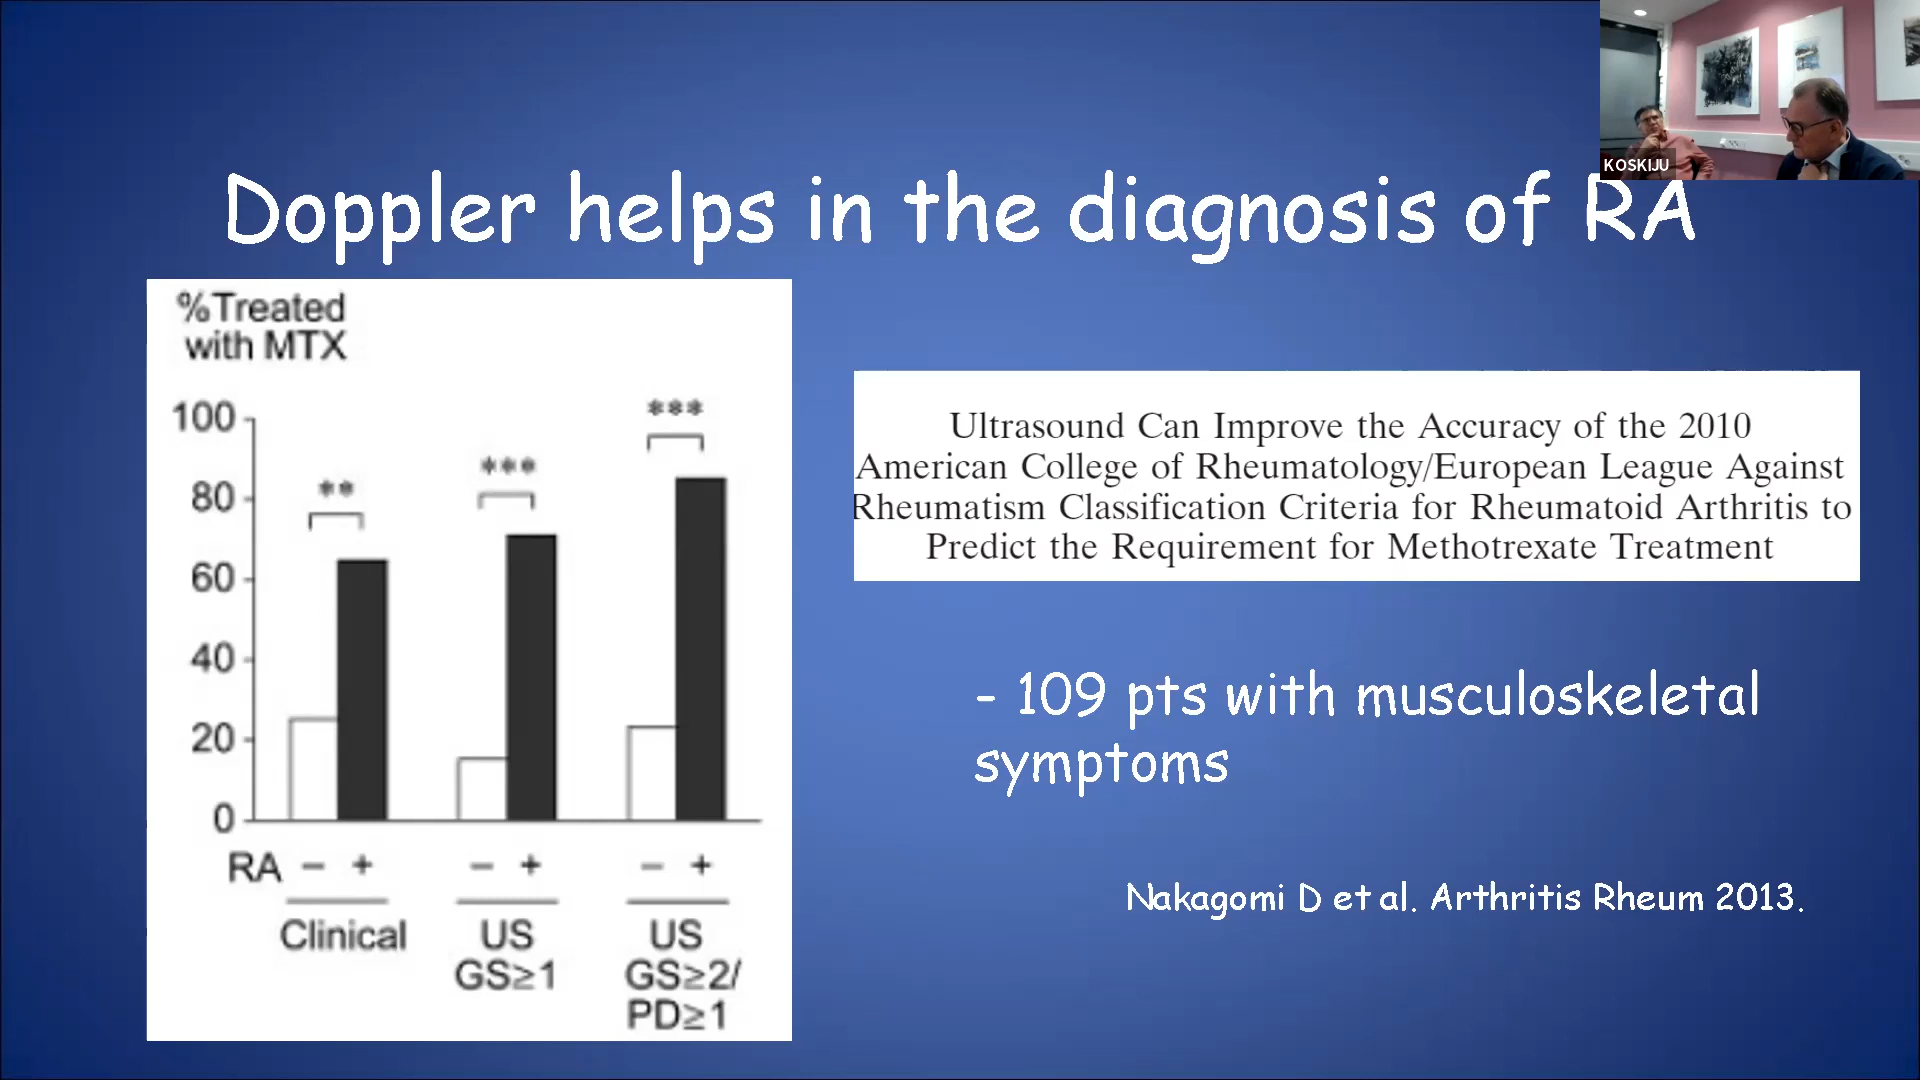 KOSKIJU
Doppler helps in the diagnosis of RA
%Treated
with MTX
100
80
60
40
20
0
**
***
***
RA − + − + − +
Clinical
US
GS≥1
US
GS≥2/
PD≥1
Ultrasound Can Improve the Accuracy of the 2010
American College of Rheumatology/European League Against
Rheumatism Classification Criteria for Rheumatoid Arthritis to
Predict the Requirement for Methotrexate Treatment
- 109 pts with musculoskeletal
symptoms
Nakagomi D et al. Arthritis Rheum 2013.